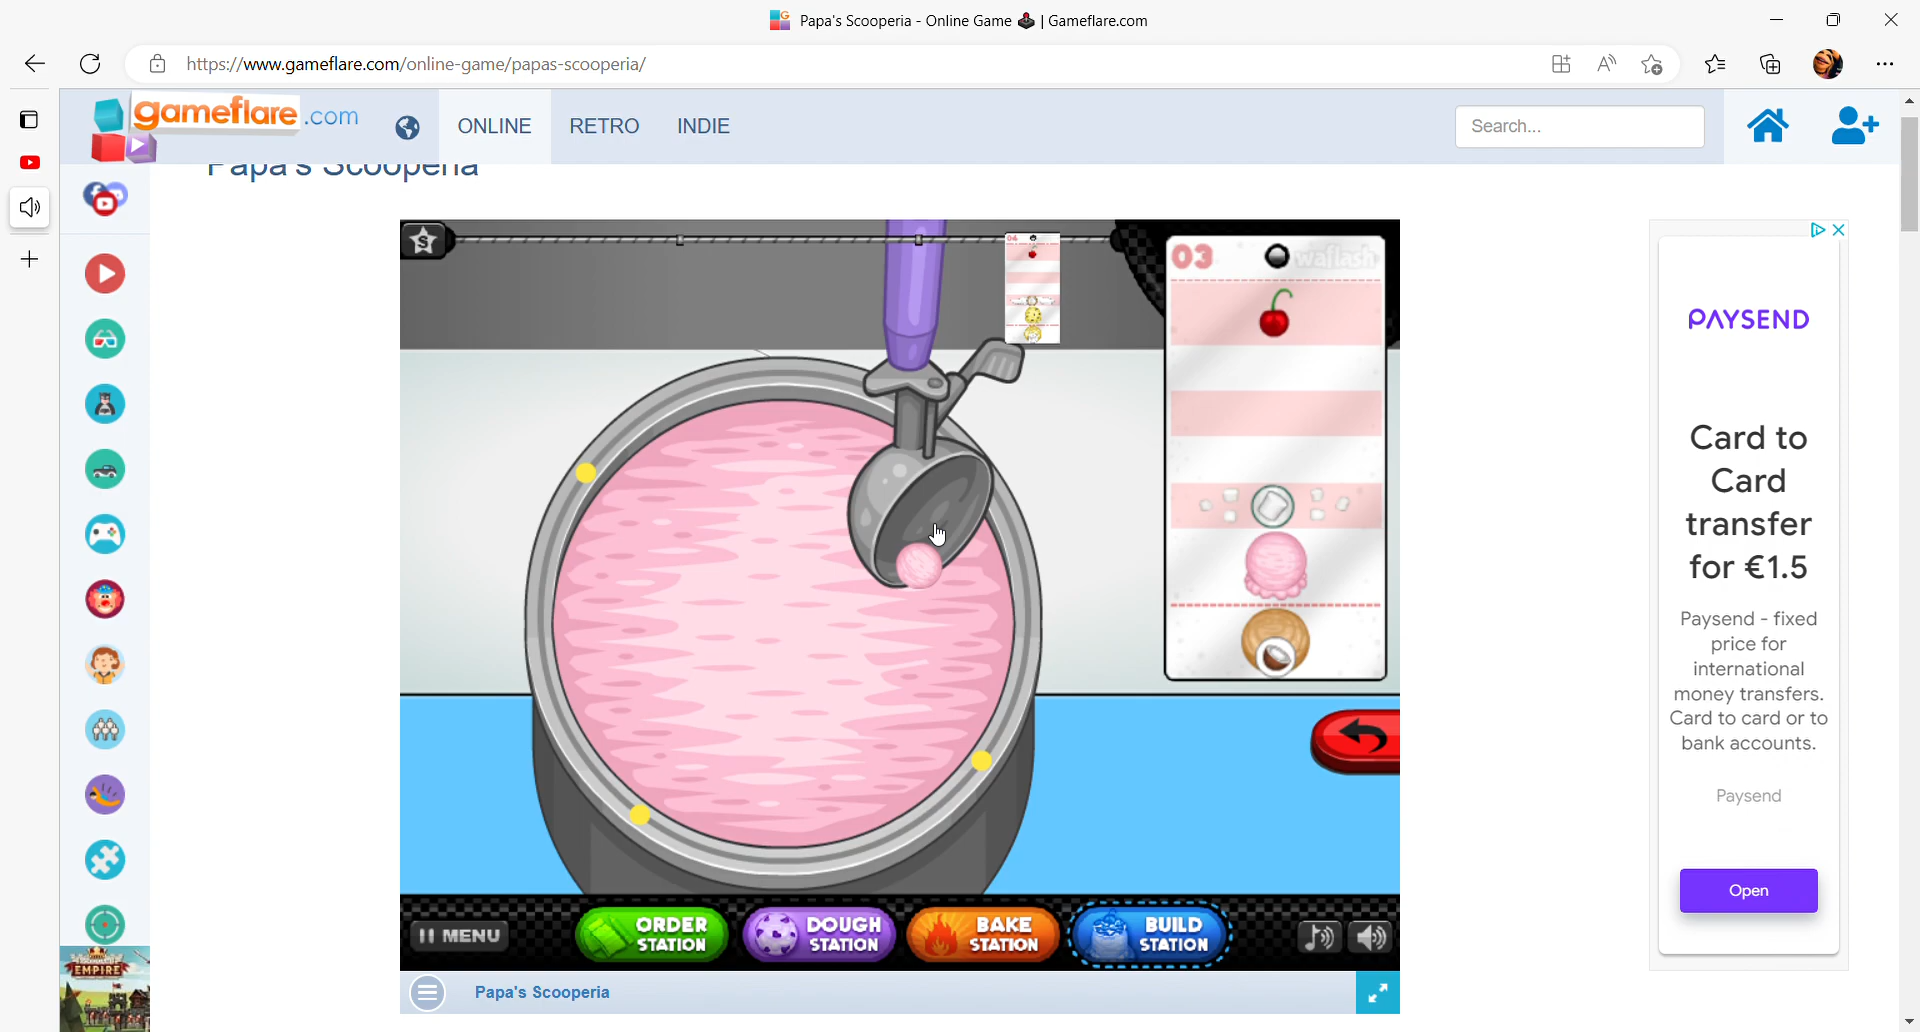 Papa's Scooperia - Online Game | Gameflare.com
https://www.gameflare.com/online-game/papas-scooperia/
gameflare.com
ONLINE
RETRO
INDIE
Search...
Papa's Scooperia
S
04
03
waflash
PAYSEND
Card to
Card
transfer
for €1.5
Paysend - fixed
price for
international
money transfers.
Card to card or to
bank accounts.
Paysend
Open
MENU
ORDER
STATION
DOUGH
STATION
BAKE
STATION
BUILD
STATION
EMPIRE
Papa's Scooperia